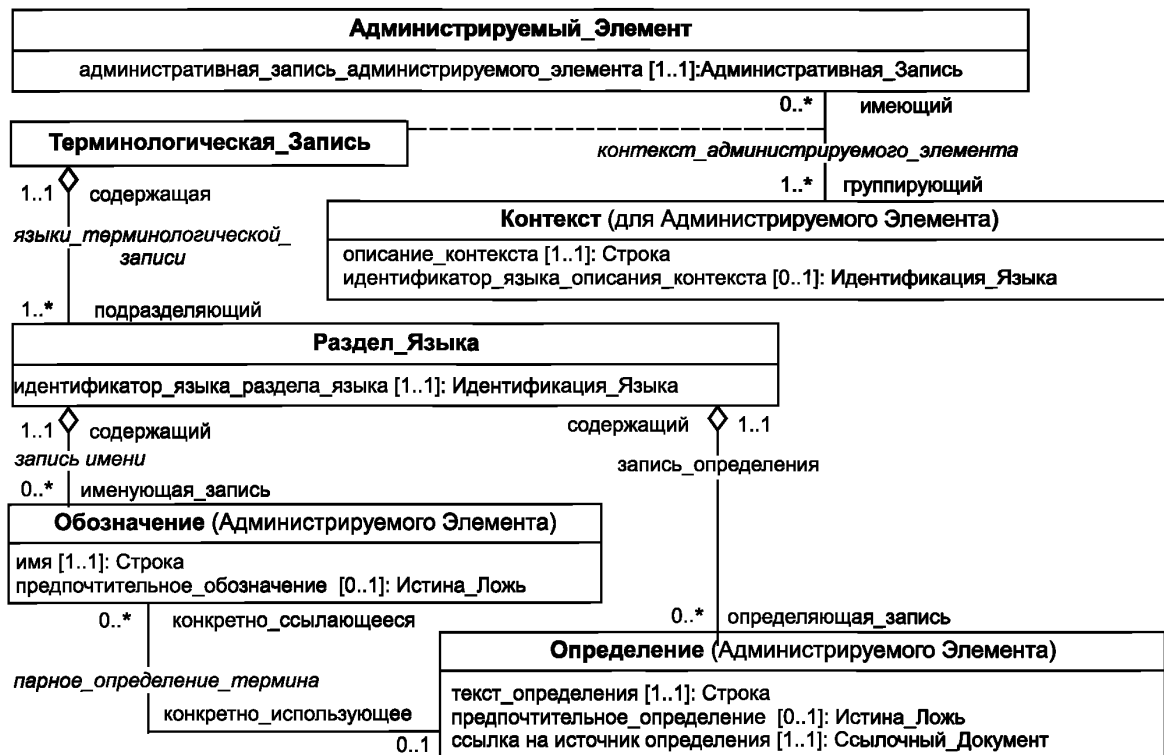 Администрируемый_Элемент
административная_запись_администрируемого_элемента [1..1]:Административная_Запись
0..* имеющий
Терминологическая_Запись
контекст_администрируемого_элемента
1..1 содержащая
1..* группирующий
языки_терминологической_
записи
Контекст (для Администрируемого Элемента)
описание_контекста [1..1]: Строка
идентификатор_языка_описания_контекста [0..1]: Идентификация_Языка
1..* подразделяющий
Раздел_Языка
идентификатор_языка_раздела_языка [1..1]: Идентификация_Языка
1..1 содержащий
содержащий 1..1
запись имени
запись_определения
0..* именующая_запись
Обозначение (Администрируемого Элемента)
имя [1..1]: Строка
предпочтительное_обозначение [0..1]: Истина_Ложь
0..* конкретно_ссылающееся
0..* определяющая_запись
Определение (Администрируемого Элемента)
текст_определения [1..1]: Строка
предпочтительное_определение [0..1]: Истина_Ложь
ссылка на источник определения [1..1]: Ссылочный_Документ
парное_определение_термина
конкретно_использующее
0..1